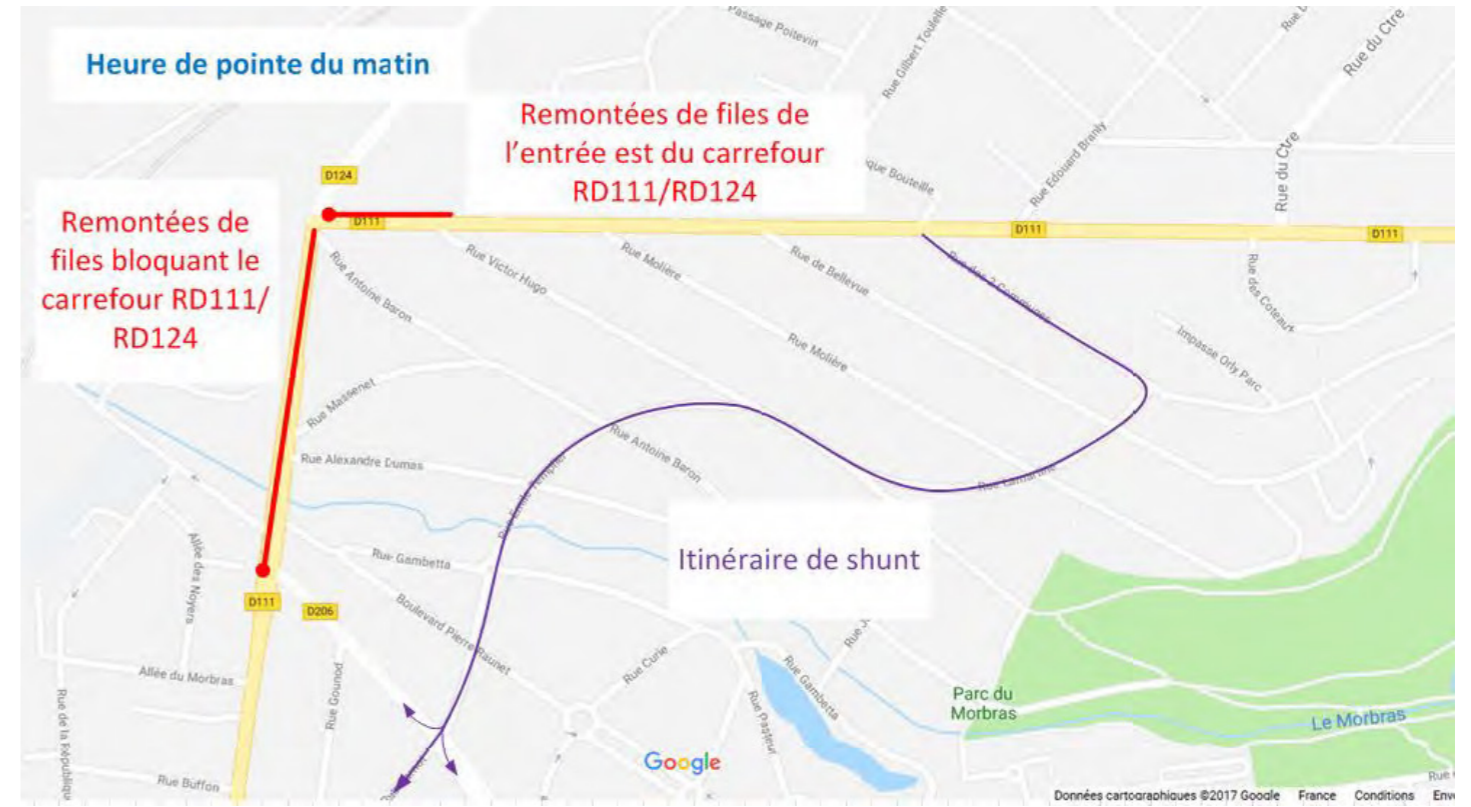 Heure de pointe du matin
Remontées de files de
l'entrée est du carrefour
RD111/RD124
Remontées de
files bloquant le
carrefour RD111/
RD124
Itinéraire de shunt
Passage Poitevin
Rue Gilbert Toulelle
Rue du Ctre
Rue du Ctre
Rue Edouard Branly
Bouteille
D124
D111
D111
D111
Rue Antoine Baron
Rue Victor Hugo
Rue Molière
Rue de Bellevue
Rue des 2 Communes
Rue des Coteaux
Impasse Orly Parc
Rue Molière
Rue Massenet
Rue Antoine Baron
Rue Lamartine
Rue Alexandre Dumas
Rue Gambetta
Allée des Noyers
D111
D206
Boulevard Pierre Raunet
Rue Curie
Rue Gambetta
Rue Pasteur
Allée du Morbras
Rue Gounod
Rue de la République
Rue Buffon
Parc du
Morbras
Le Morbras
Google
Données cartographiques ©2017 Google France Conditions